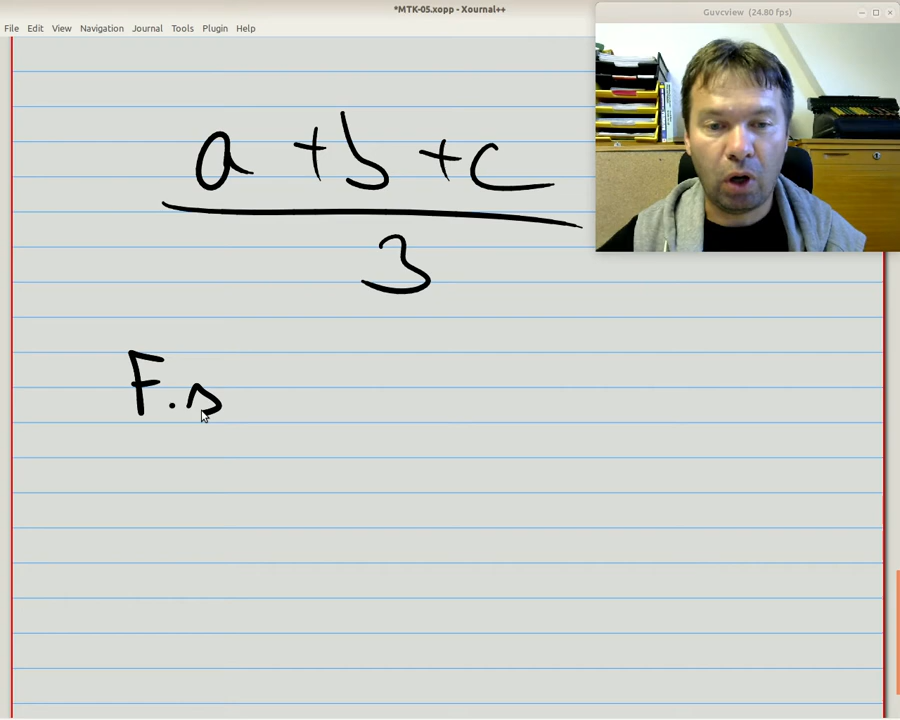 *MTK-05.xopp - Xournal++
Guvcview (24.80 fps)
File Edit View Navigation Journal Tools Plugin Help
a + b + c
3
F.s